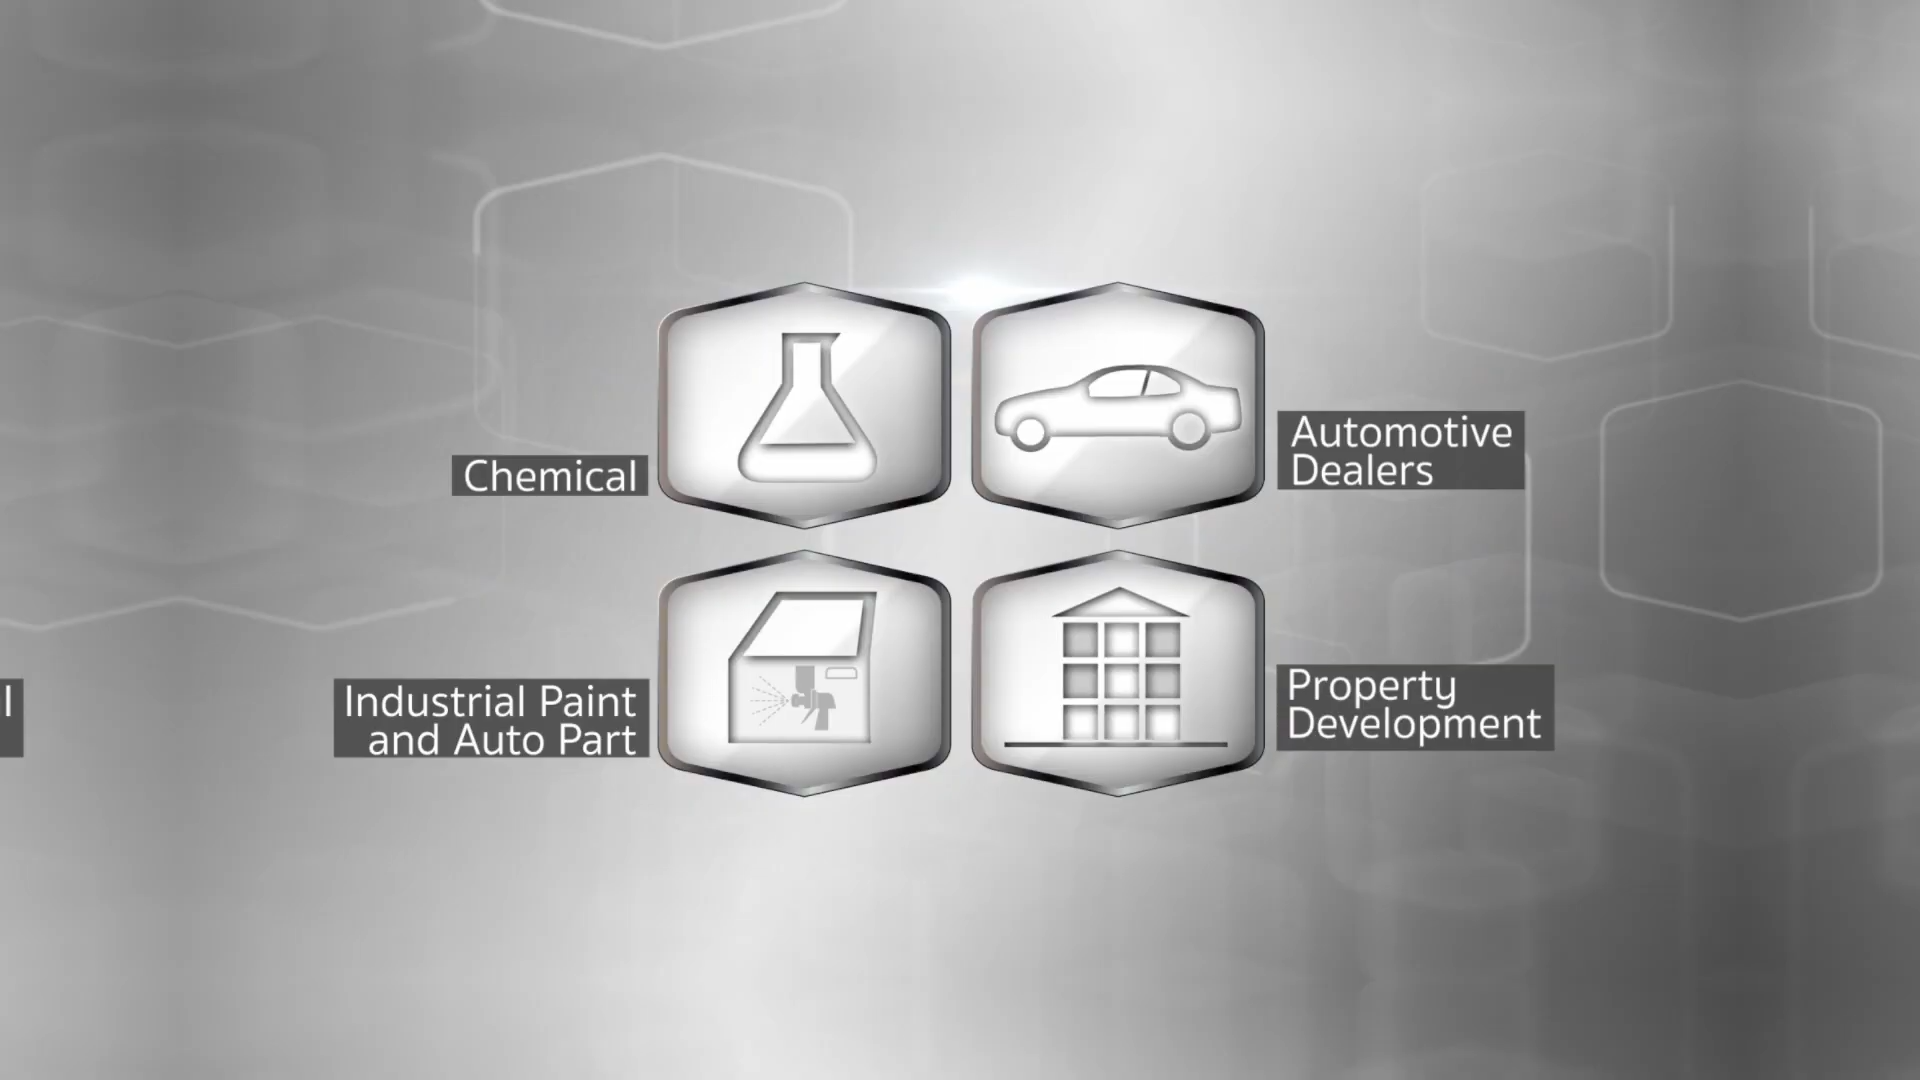 Chemical
Automotive
Dealers
Industrial Paint
and Auto Part
Property
Development